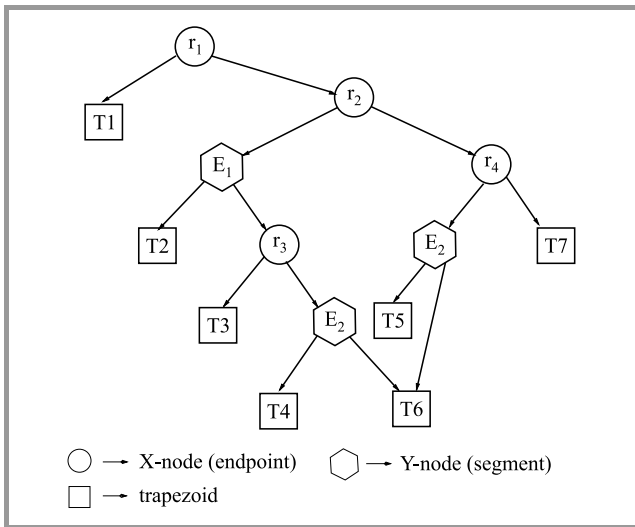 r₁
r₂
T1
E₁
r₄
T2
r₃
E₂
T7
T3
E₂
T5
T4
T6
X-node (endpoint)
Y-node (segment)
trapezoid